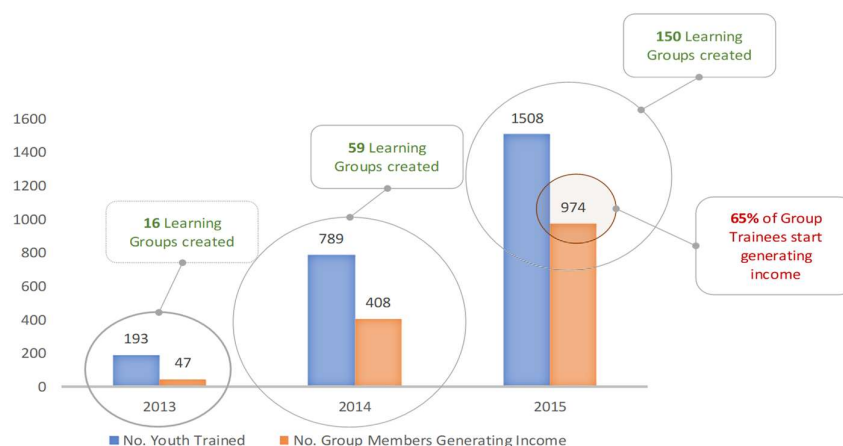 150 Learning
Groups created
1600
1508
1400
59 Learning
Groups created
1200
16 Learning
Groups created
1000
974
65% of Group
Trainees start
generating
income
800
789
600
400
408
200
193
47
0
2013
2014
2015
No. Youth Trained
No. Group Members Generating Income